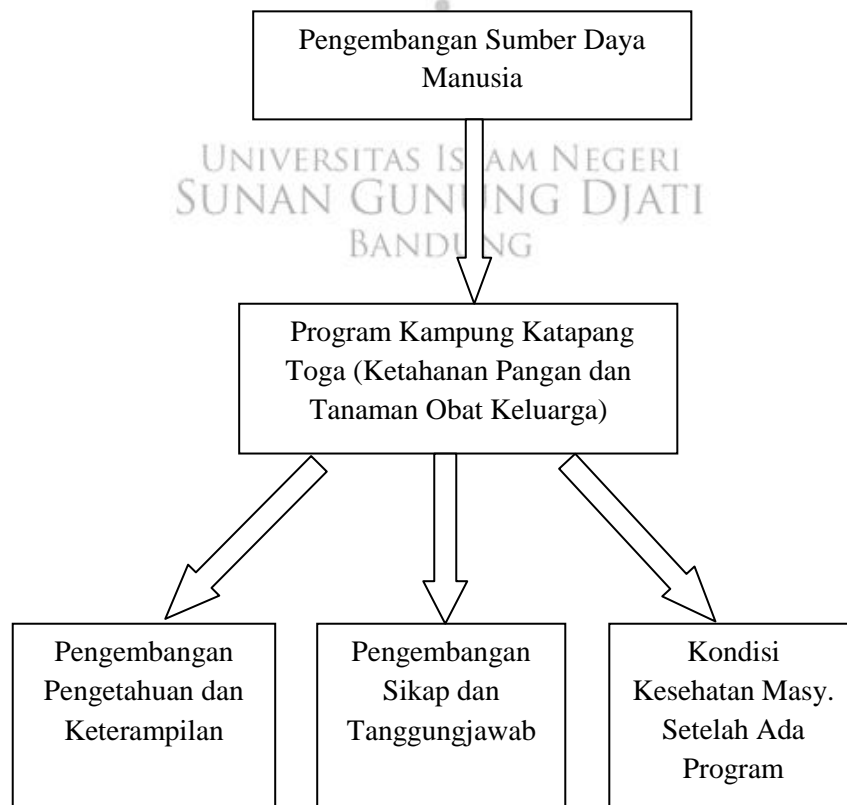 Pengembangan Sumber Daya
Manusia
UNIVERSITAS ISLAM NEGERI
SUNAN GUNUNG DJATI
BANDUNG
Program Kampung Katapang
Toga (Ketahanan Pangan dan
Tanaman Obat Keluarga)
Pengembangan
Pengetahuan dan
Keterampilan
Pengembangan
Sikap dan
Tanggungjawab
Kondisi
Kesehatan Masy.
Setelah Ada
Program